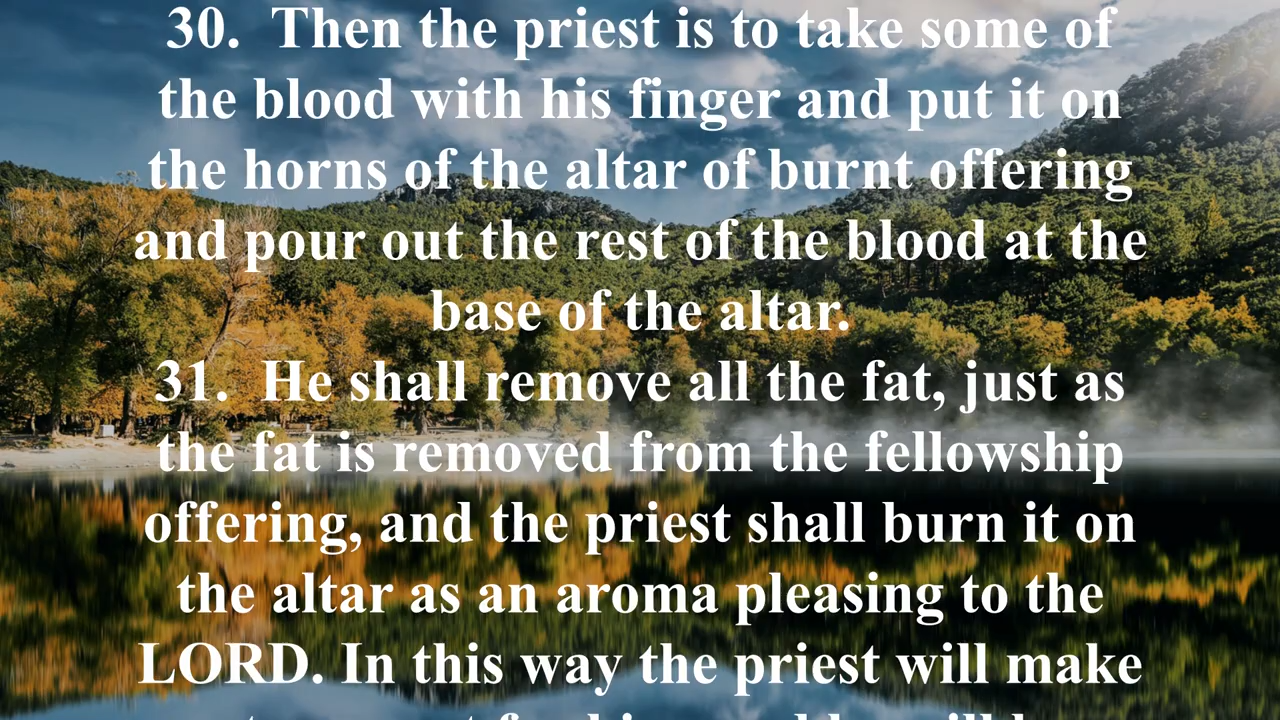 30.  Then the priest is to take some of
the blood with his finger and put it on
the horns of the altar of burnt offering
and pour out the rest of the blood at the
base of the altar.
31.  He shall remove all the fat, just as
the fat is removed from the fellowship
offering, and the priest shall burn it on
the altar as an aroma pleasing to the
LORD. In this way the priest will make